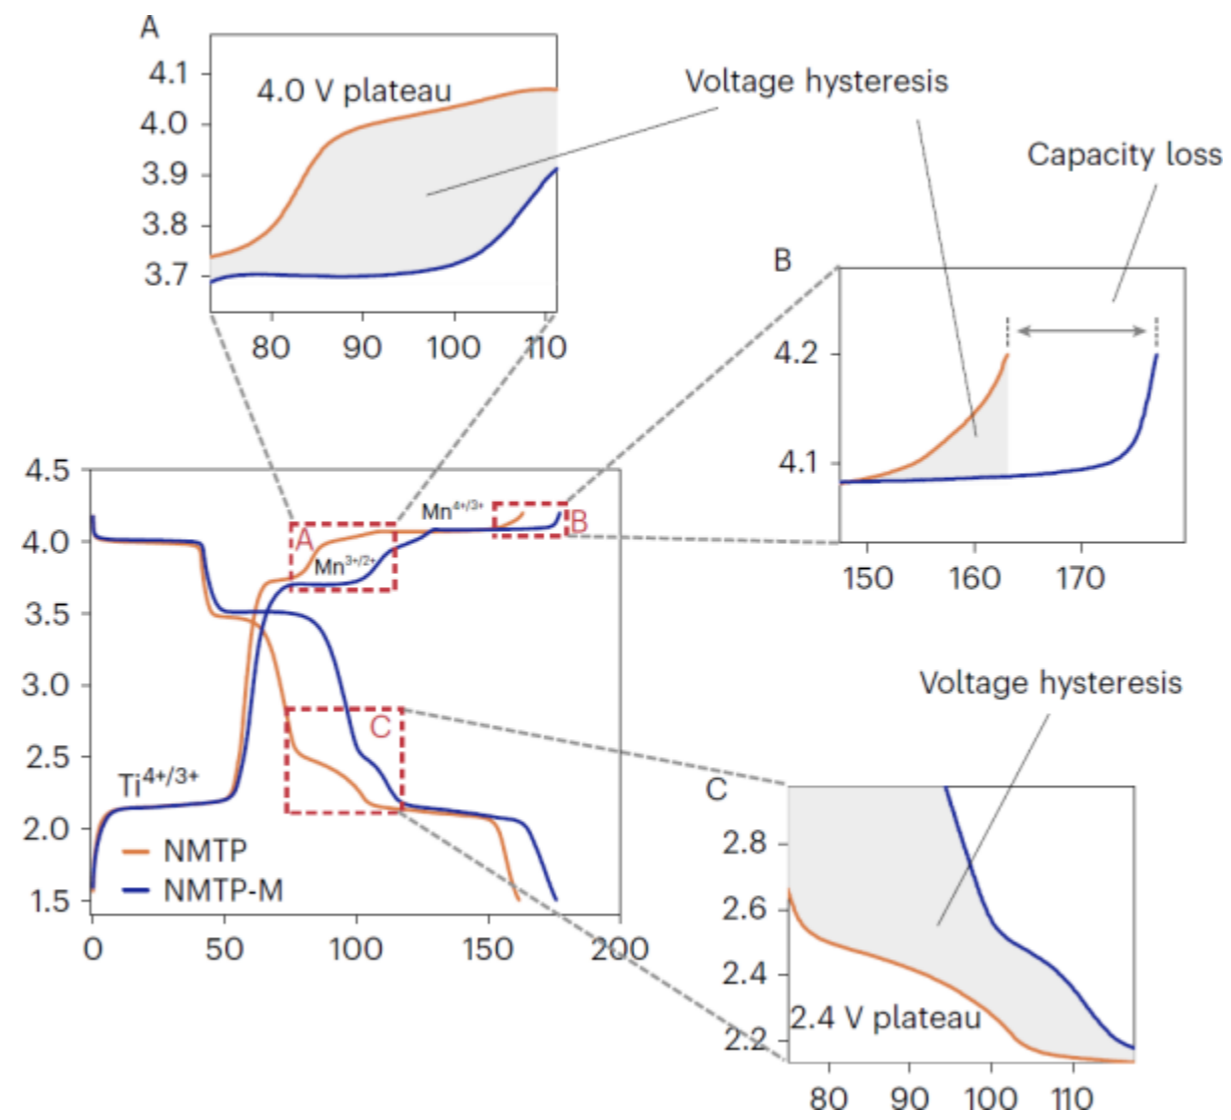 A
4.1
4.0
3.9
3.8
3.7
4.0 V plateau
80 90 100 110
Voltage hysteresis
Capacity loss
B
4.2
4.1
150 160 170
4.5
4.0
3.5
3.0
2.5
2.0
1.5
A
Mn3+/2+
Mn4+/3+
B
C
Ti4+/3+
NMTP
NMTP-M
0 50 100 150 200
Voltage hysteresis
C
2.8
2.6
2.4
2.2
2.4 V plateau
80 90 100 110